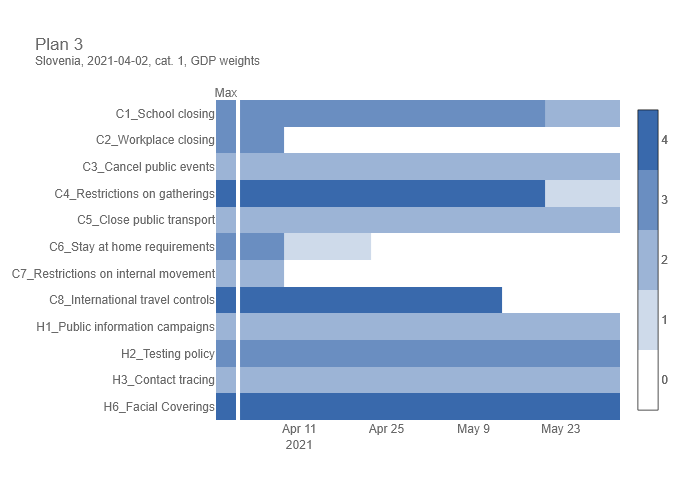 Plan 3
Slovenia, 2021-04-02, cat. 1, GDP weights
Max
C1_School closing
C2_Workplace closing
C3_Cancel public events
C4_Restrictions on gatherings
C5_Close public transport
C6_Stay at home requirements
C7_Restrictions on internal movement
C8_International travel controls
H1_Public information campaigns
H2_Testing policy
H3_Contact tracing
H6_Facial Coverings
Apr 11 Apr 25 May 9 May 23
2021
4
3
2
1
0